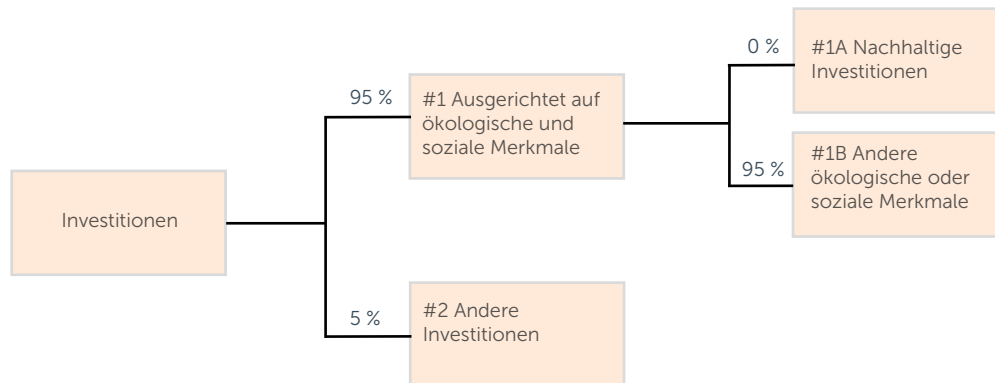 Investitionen
95 %
#1 Ausgerichtet auf
ökologische und
soziale Merkmale
5 %
#2 Andere
Investitionen
0 %
#1A Nachhaltige
Investitionen
95 %
#1B Andere
ökologische oder
soziale Merkmale